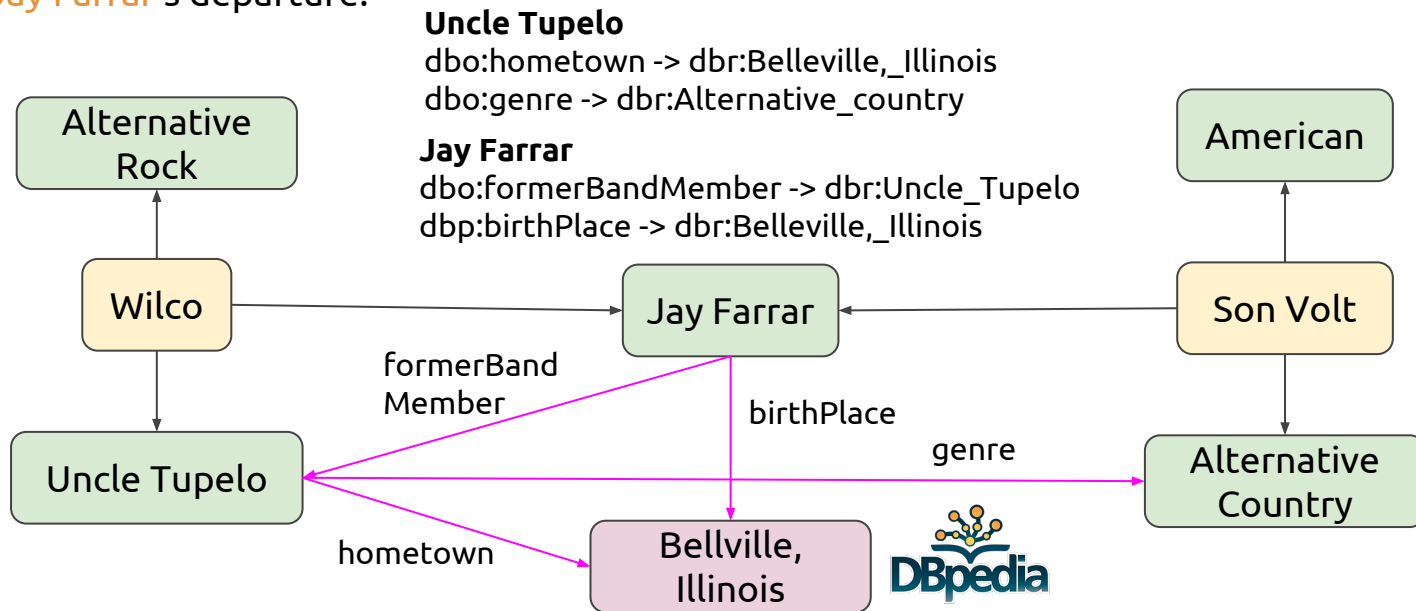 Jay Farrar's departure.
Uncle Tupelo
dbo:hometown -> dbr:Belleville,_Illinois
dbo:genre -> dbr:Alternative_country
Jay Farrar
dbo:formerBandMember -> dbr:Uncle_Tupelo
dbp:birthPlace -> dbr:Belleville,_Illinois
Alternative
Rock
American
Wilco
Jay Farrar
Son Volt
formerBand
Member
birthPlace
genre
Uncle Tupelo
Alternative
Country
hometown
Bellville,
Illinois
DBpedia